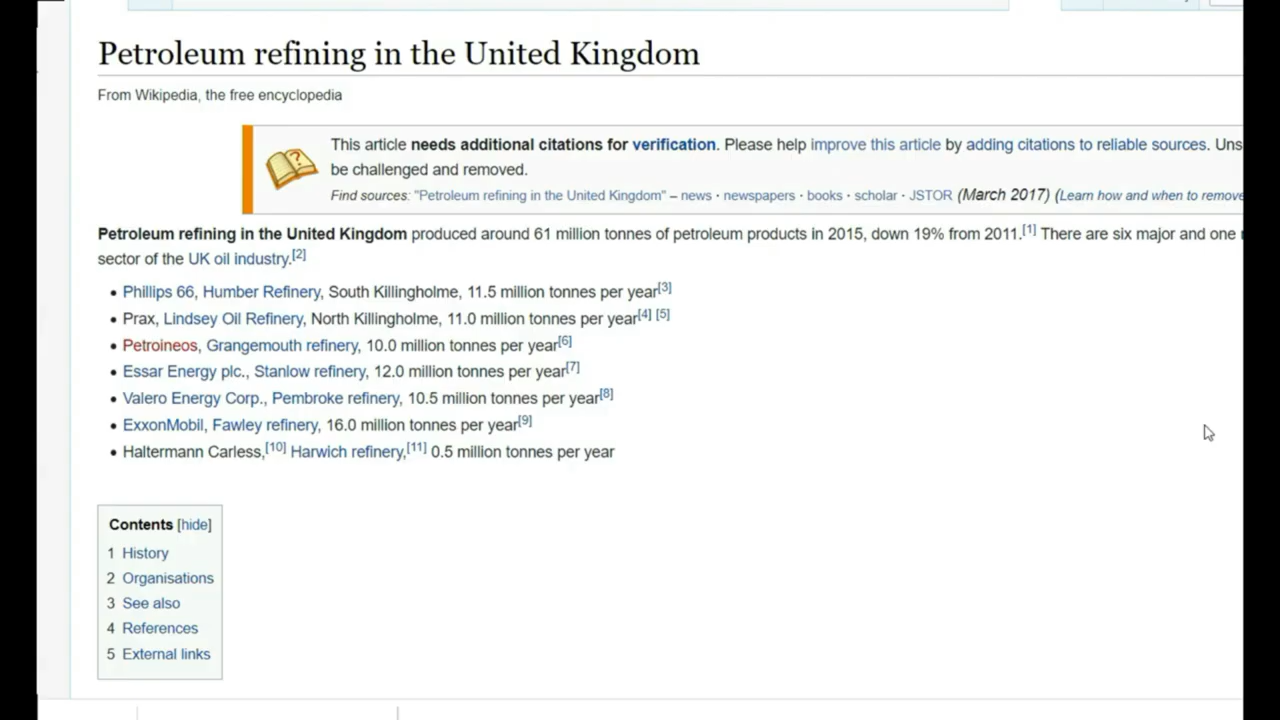 Petroleum refining in the United Kingdom
From Wikipedia, the free encyclopedia
This article needs additional citations for verification. Please help improve this article by adding citations to reliable sources. Uns
be challenged and removed.
Find sources: "Petroleum refining in the United Kingdom" – news · newspapers · books · scholar · JSTOR (March 2017) (Learn how and when to remove
Petroleum refining in the United Kingdom produced around 61 million tonnes of petroleum products in 2015, down 19% from 2011.[1] There are six major and one
sector of the UK oil industry.[2]
• Phillips 66, Humber Refinery, South Killingholme, 11.5 million tonnes per year[3]
• Prax, Lindsey Oil Refinery, North Killingholme, 11.0 million tonnes per year[4] [5]
• Petroineos, Grangemouth refinery, 10.0 million tonnes per year[6]
• Essar Energy plc., Stanlow refinery, 12.0 million tonnes per year[7]
• Valero Energy Corp., Pembroke refinery, 10.5 million tonnes per year[8]
• ExxonMobil, Fawley refinery, 16.0 million tonnes per year[9]
• Haltermann Carless,[10] Harwich refinery,[11] 0.5 million tonnes per year
Contents [hide]
1 History
2 Organisations
3 See also
4 References
5 External links